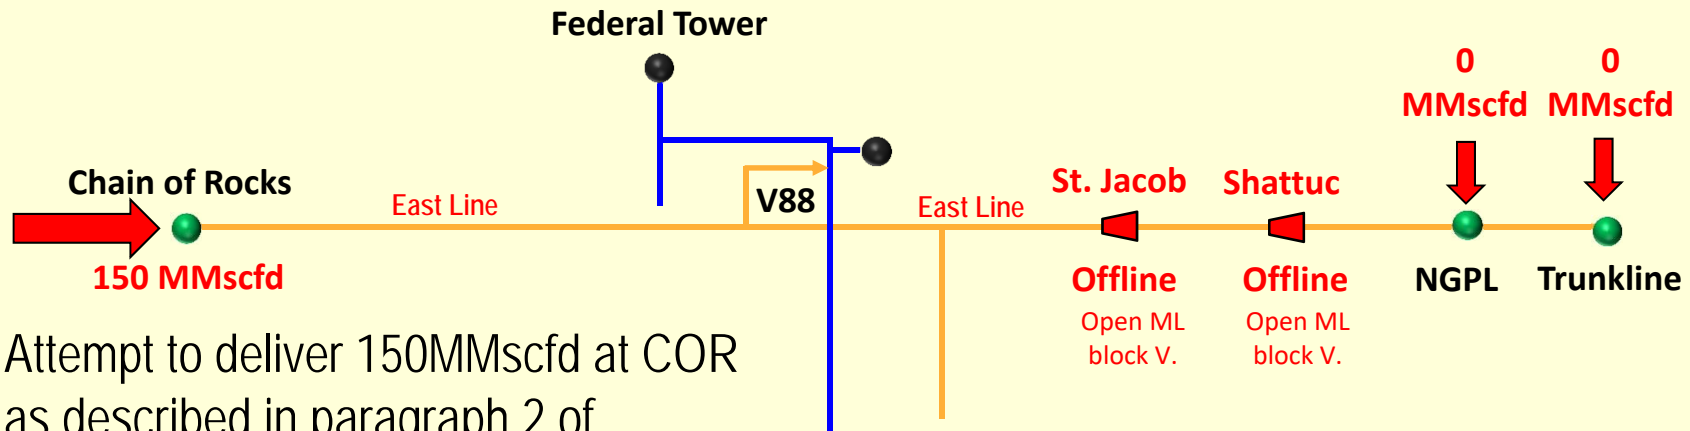 Federal Tower
0
MMscfd
0
MMscfd
Chain of Rocks
East Line
V88
East Line
St. Jacob
Shattuc
150 MMscfd
Offline
Open ML
block V.
Offline
Open ML
block V.
NGPL
Trunkline
Attempt to deliver 150MMscfd at COR
as described in paragraph 2 of